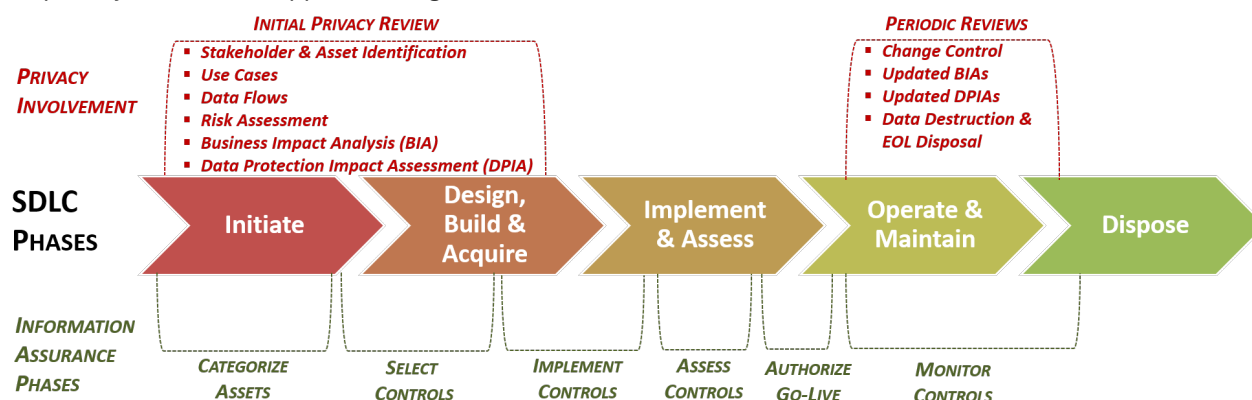 INITIAL PRIVACY REVIEW
PERIODIC REVIEWS
PRIVACY
INVOLVEMENT
▪ Stakeholder & Asset Identification
▪ Use Cases
▪ Data Flows
▪ Risk Assessment
▪ Business Impact Analysis (BIA)
▪ Data Protection Impact Assessment (DPIA)
▪ Change Control
▪ Updated BIAs
▪ Updated DPIAs
▪ Data Destruction &
EOL Disposal
SDLC
PHASES
Initiate
Design,
Build &
Acquire
Implement
& Assess
Operate &
Maintain
Dispose
INFORMATION
ASSURANCE
PHASES
CATEGORIZE
ASSETS
SELECT
CONTROLS
IMPLEMENT
CONTROLS
ASSESS
CONTROLS
AUTHORIZE
GO-LIVE
MONITOR
CONTROLS